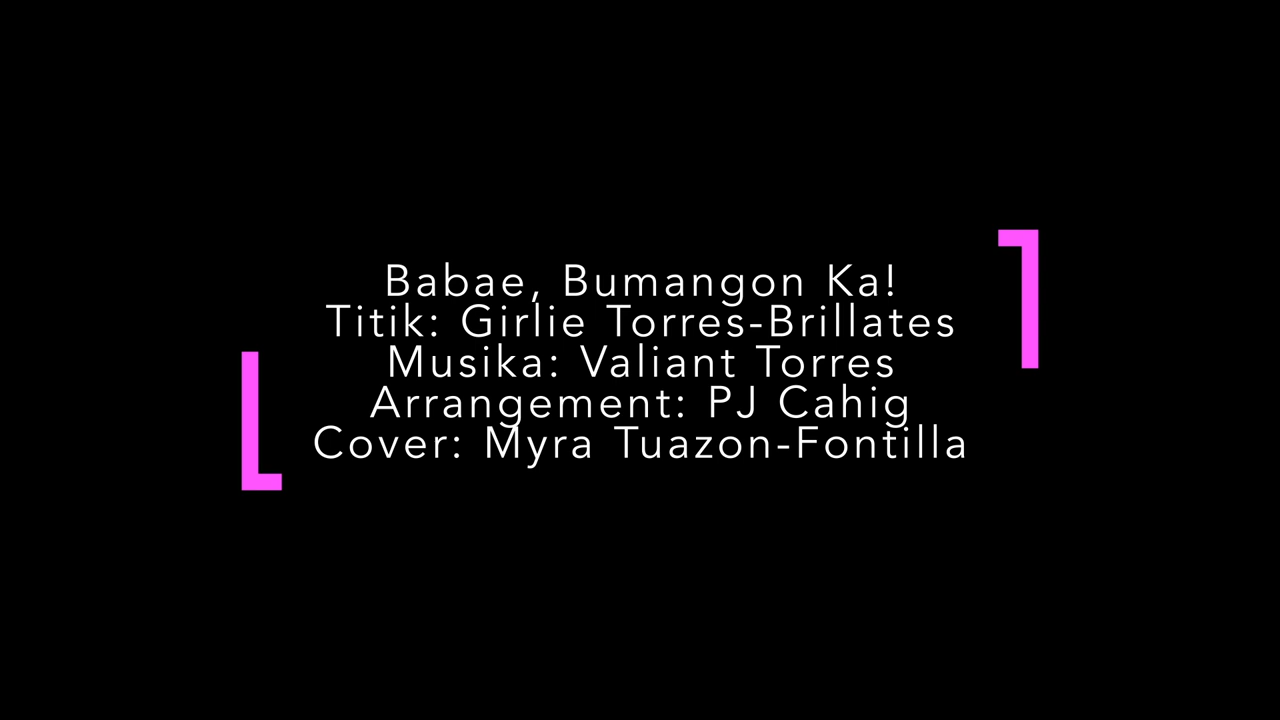 Babae, Bumangon Ka!
Titik: Girlie Torres-Brillates
Musika: Valiant Torres
Arrangement: PJ Cahig
Cover: Myra Tuazon-Fontilla